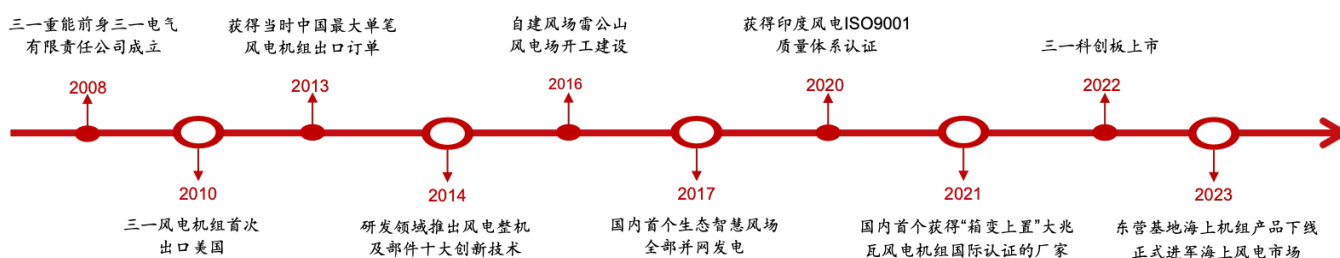 三一重能前身三一电气
有限责任公司成立
2008
2010
三一风电机组首次
出口美国
获得当时中国最大单笔
风电机组出口订单
2013
2014
研发领域推出风电整机
及部件十大创新技术
自建风场雷公山
风电场开工建设
2016
2017
国内首个生态智慧风场
全部并网发电
获得印度风电ISO9001
质量体系认证
2020
2021
国内首个获得“箱变上置”大兆
瓦风电机组国际认证的厂家
三一科创板上市
2022
2023
东营基地海上机组产品下线
正式进军海上风电市场